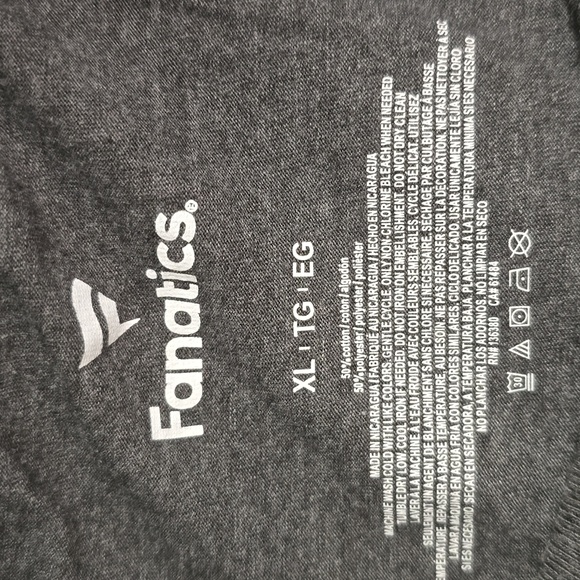 Fanatics®
XL | TG | EG
50% cotton / coton / algodón
50% polyester / polyester / poliéster
MADE IN NICARAGUA / FABRIQUÉ AU NICARAGUA / HECHO EN NICARAGUA
MACHINE WASH COLD WITH LIKE COLORS, GENTLE CYCLE. ONLY NON-CHLORINE BLEACH WHEN NEEDED
TUMBLE DRY LOW. COOL IRON IF NEEDED. DO NOT IRON ON EMBELLISHMENT. DO NOT DRY CLEAN
LAVER À LA MACHINE À L'EAU FROIDE AVEC COULEURS SEMBLABLES, CYCLE DÉLICAT. UTILISEZ
SEULEMENT UN AGENT DE BLANCHIMENT SANS CHLORE SI NECESSAIRE. SÉCHAGE PAR CULBUTAGE À BASSE
TEMPÉRATURE. REPASSER À BASSE TEMPÉRATURE, AU BESOIN. NE PAS REPASSER SUR LA DÉCORATION. NE PAS NETTOYER À SEC
LAVAR A MAQUINA EN AGUA FRIA CON COLORES SIMILARES, CICLO DELICADO. USAR UNICAMENTE LEJÍA SIN CLORO
SI ES NECESARIO. SECAR EN SECADORA A TEMPERATURA BAJA. PLANCHAR A LA TEMPERATURA MINIMA SI ES NECESARIO
NO PLANCHAR LOS ADORNOS. NO LIMPIAR EN SECO
RN# 136380 CA# 61484